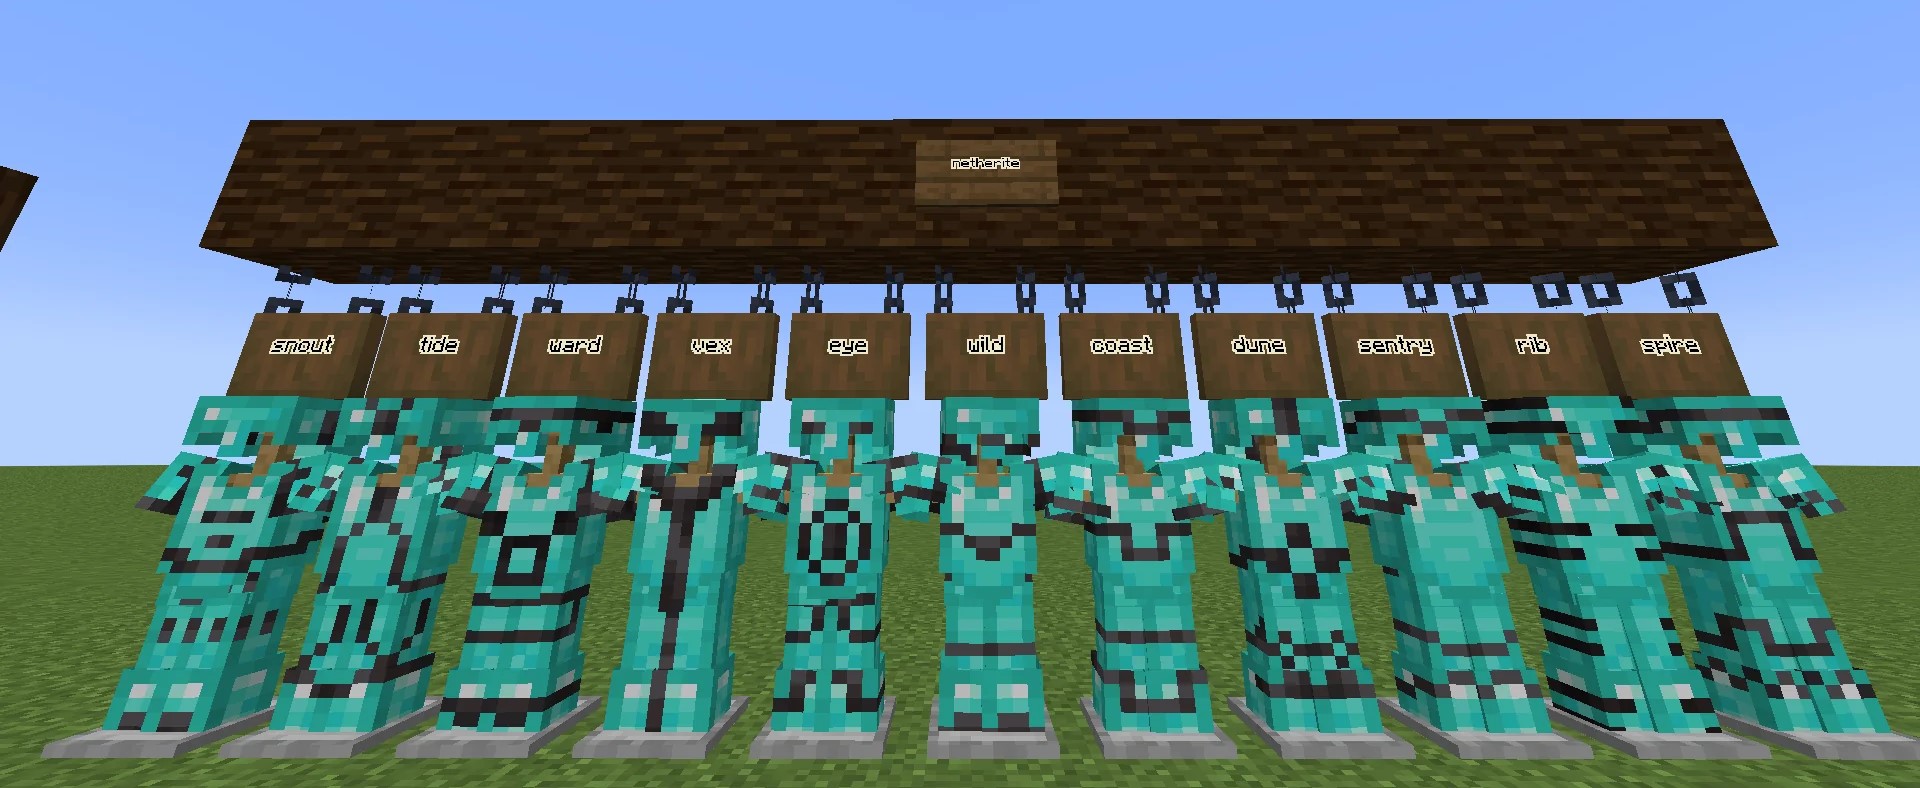 netherite
snout
tide
ward
vex
eye
wild
coast
dune
sentry
rib
spire